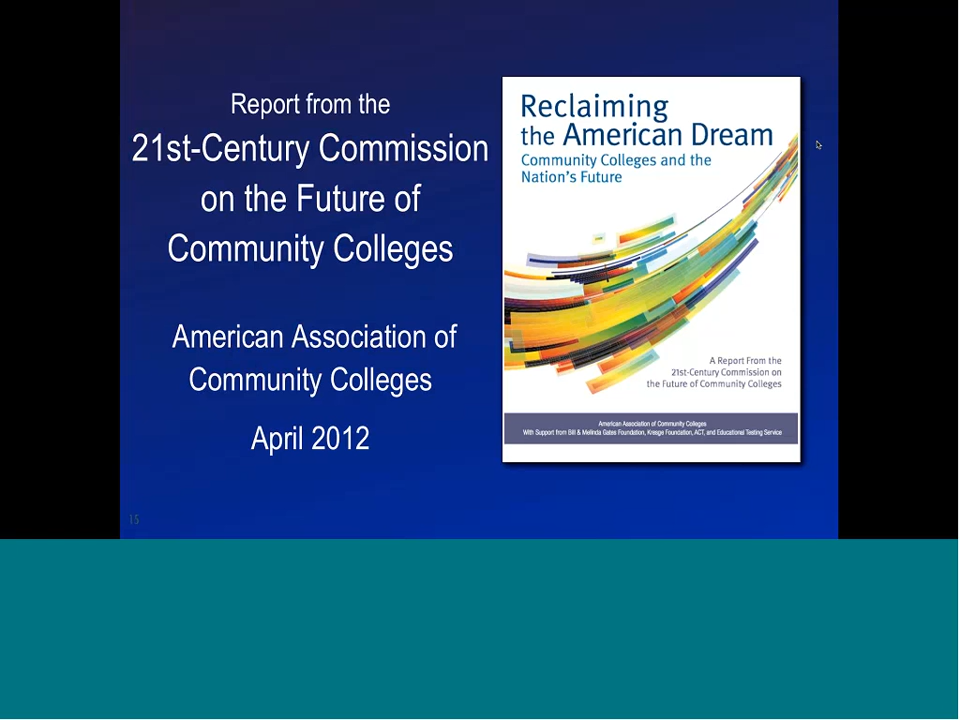 Report from the
21st-Century Commission
on the Future of
Community Colleges
American Association of
Community Colleges
April 2012
15
Reclaiming
the American Dream
Community Colleges and the
Nation's Future
A Report From the
21st-Century Commission on
the Future of Community Colleges
American Association of Community Colleges
With Support from Bill & Melinda Gates Foundation, Kresge Foundation, ACT, and Educational Testing Service